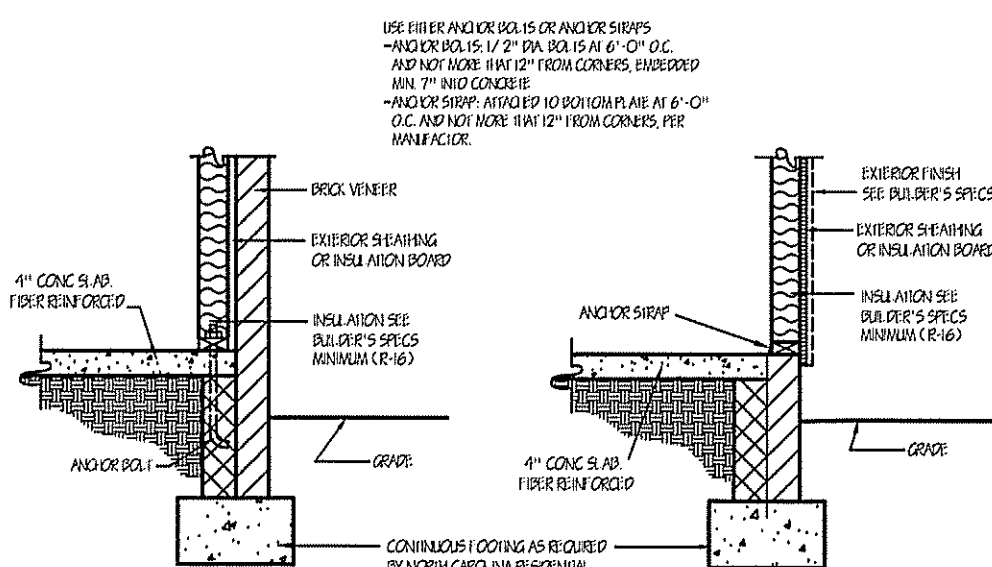 USE EITHER ANCHOR BOLTS OR ANCHOR STRAPS
-ANCHOR BOLTS: 1/2" DIA. BOLTS AT 6'-0" O.C.
AND NOT MORE THAT 12" FROM CORNERS, EMBEDDED
MIN. 7" INTO CONCRETE
-ANCHOR STRAP: ATTACHED TO BOTTOM PLATE AT 6'-0"
O.C. AND NOT MORE THAT 12" FROM CORNERS, PER
MANUFACTOR.
BRICK VENEER
EXTERIOR SHEATHING
OR INSULATION BOARD
4" CONC SLAB.
FIBER REINFORCED
INSULATION SEE
BUILDER'S SPECS
MINIMUM (R-16)
ANCHOR BOLT
GRADE
EXTERIOR FINISH
SEE BUILDER'S SPECS
EXTERIOR SHEATHING
OR INSULATION BOARD
ANCHOR STRAP
INSULATION SEE
BUILDER'S SPECS
MINIMUM (R-16)
4" CONC SLAB.
FIBER REINFORCED
GRADE
CONTINUOUS FOOTING AS REQUIRED
BY NORTH CAROLINA RESIDENTIAL